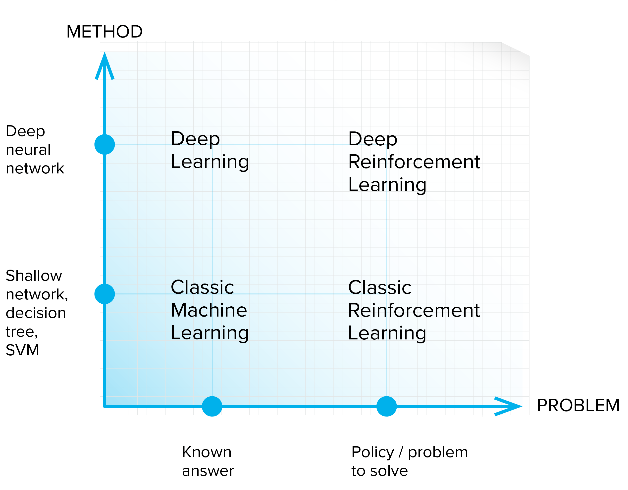 METHOD
Deep
neural
network
Deep
Learning
Deep
Reinforcement
Learning
Shallow
network,
decision
tree,
SVM
Classic
Machine
Learning
Classic
Reinforcement
Learning
PROBLEM
Known
answer
Policy / problem
to solve